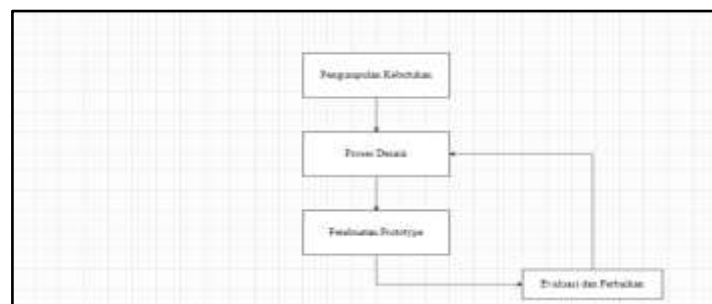 Pengumpulan Kebutuhan
Proses Desain
Pembuatan Prototype
Evaluasi dan Perbaikan